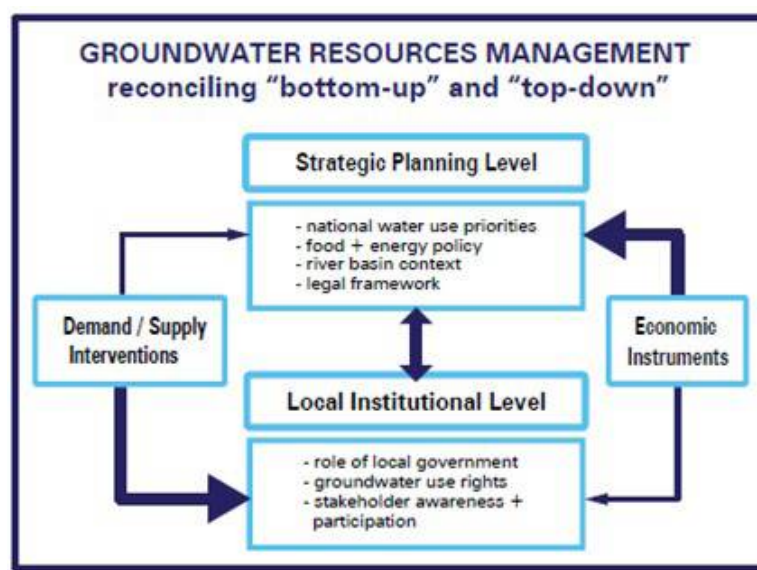 GROUNDWATER RESOURCES MANAGEMENT
reconciling “bottom-up” and “top-down”
Strategic Planning Level
- national water use priorities
- food + energy policy
- river basin context
- legal framework
Demand / Supply
Interventions
Economic
Instruments
Local Institutional Level
- role of local government
- groundwater use rights
- stakeholder awareness +
participation